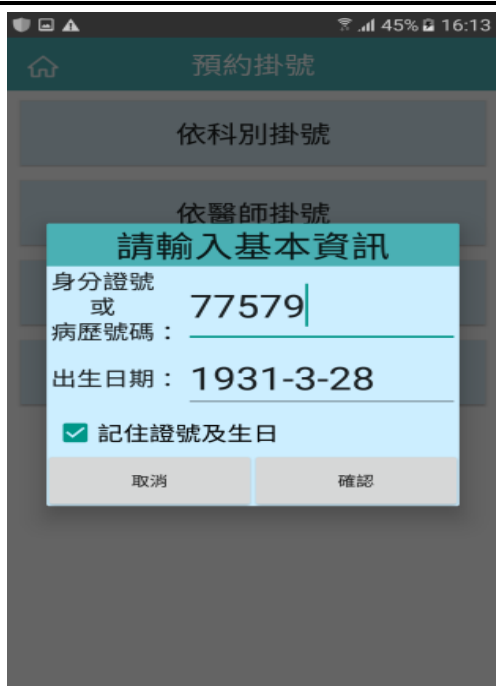 45% 16:13
預約掛號
依科別掛號
依醫師掛號
請輸入基本資訊
身分證號
或
病歷號碼：
77579
出生日期： 1931-3-28
記住證號及生日
取消 確認